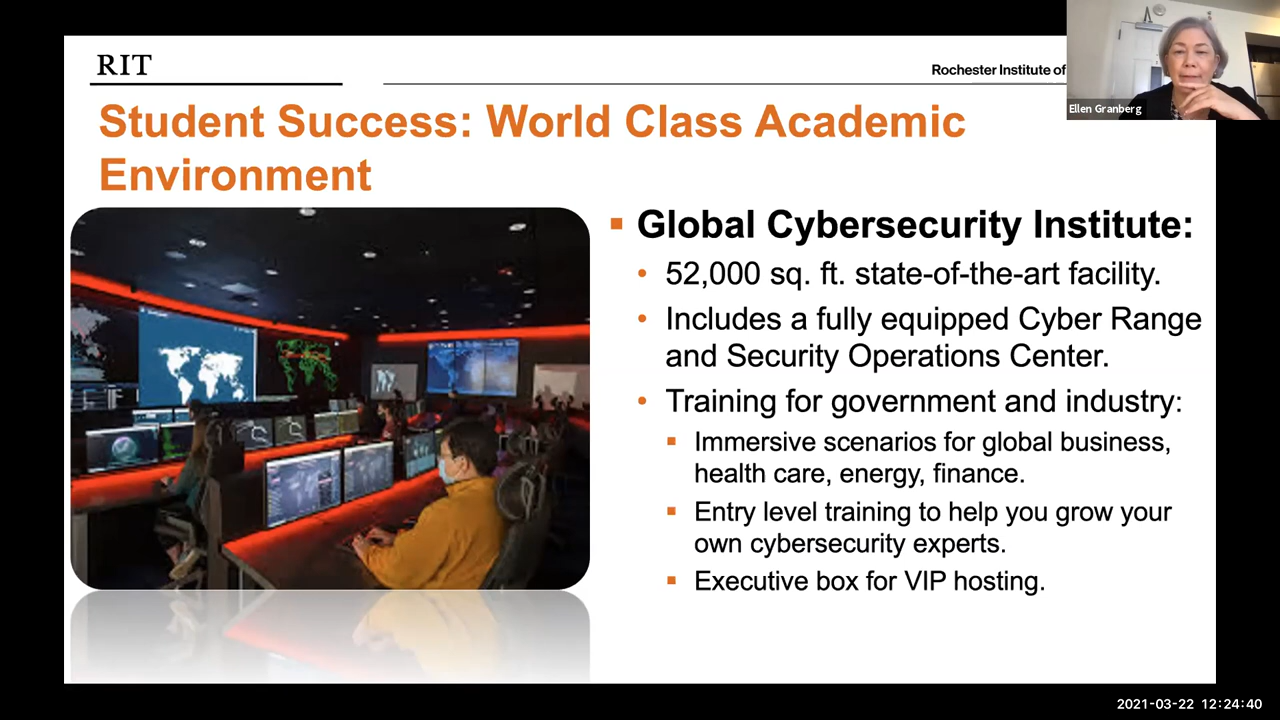 RIT
Rochester Institute of
Ellen Granberg
Student Success: World Class Academic
Environment
▪ Global Cybersecurity Institute:
• 52,000 sq. ft. state-of-the-art facility.
• Includes a fully equipped Cyber Range
and Security Operations Center.
• Training for government and industry:
▪ Immersive scenarios for global business,
health care, energy, finance.
▪ Entry level training to help you grow your
own cybersecurity experts.
▪ Executive box for VIP hosting.
2021-03-22 12:24:40